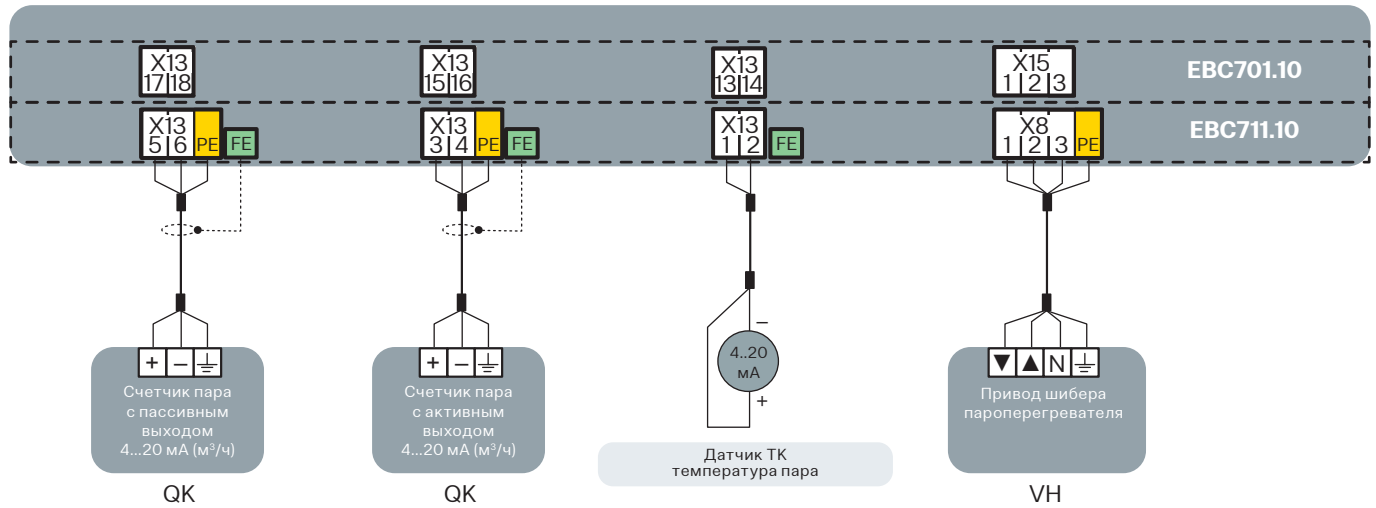 X13
17 18
X13
15 16
X13
13 14
X15
1 2 3
EBC701.10
X13
5 6 PE FE
X13
3 4 PE FE
X13
1 2 FE
X8
1 2 3 PE
EBC711.10
+ −
Счетчик пара
с пассивным
выходом
4...20 мА (м³/ч)
QK
+ −
Счетчик пара
с активным
выходом
4...20 мА (м³/ч)
QK
−
4..20
мА
+
Датчик ТК
температура пара
▼ ▲ N
Привод шибера
пароперегревателя
VH